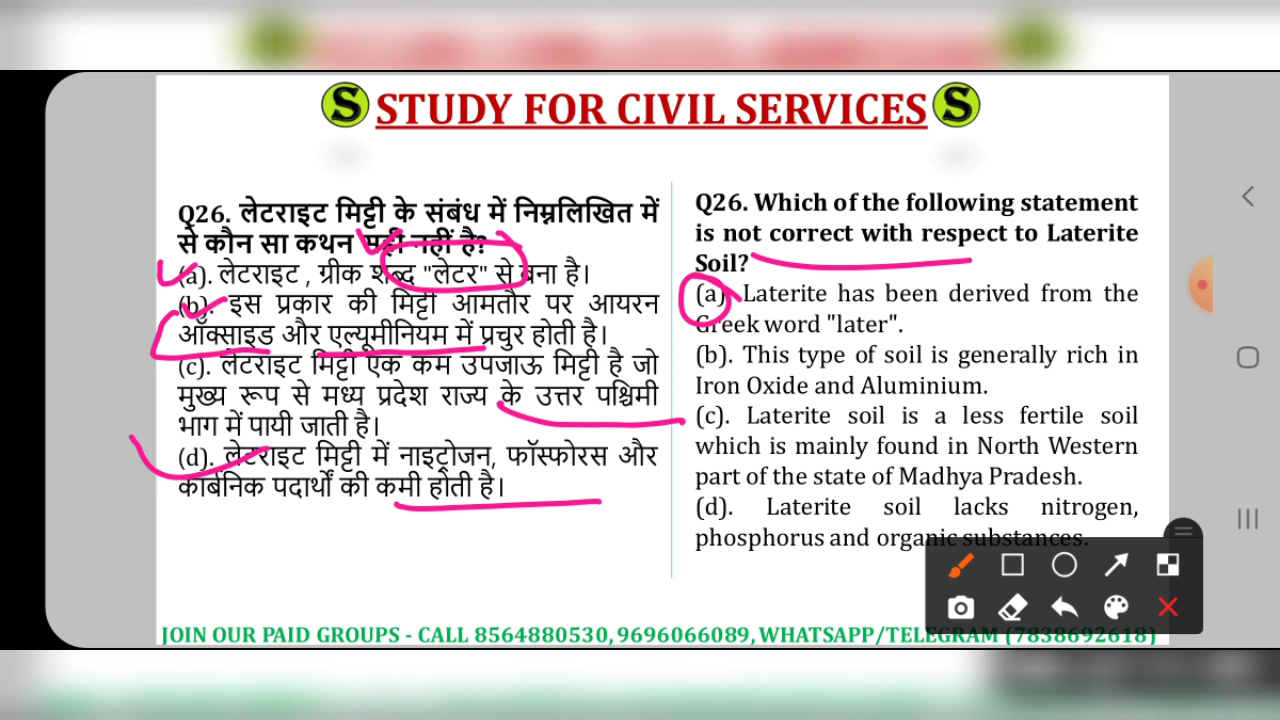 S STUDY FOR CIVIL SERVICES S
Q26. लेटराइट मिट्टी के संबंध में निम्नलिखित में
से कौन सा कथन सही नहीं है?
(a). लेटराइट , ग्रीक शब्द "लेटर" से बना है।
(b). इस प्रकार की मिट्टी आमतौर पर आयरन
ऑक्साइड और एल्यूमीनियम में प्रचुर होती है।
(c). लेटराइट मिट्टी एक कम उपजाऊ मिट्टी है जो
मुख्य रूप से मध्य प्रदेश राज्य के उत्तर पश्चिमी
भाग में पायी जाती है।
(d). लेटराइट मिट्टी में नाइट्रोजन, फॉस्फोरस और
कार्बनिक पदार्थों की कमी होती है।
Q26. Which of the following statement
is not correct with respect to Laterite
Soil?
(a). Laterite has been derived from the
Greek word "later".
(b). This type of soil is generally rich in
Iron Oxide and Aluminium.
(c). Laterite soil is a less fertile soil
which is mainly found in North Western
part of the state of Madhya Pradesh.
(d). Laterite soil lacks nitrogen,
phosphorus and organic substances.
JOIN OUR PAID GROUPS - CALL 8564880530, 9696066089, WHATSAPP/TELEGRAM (7838692618)